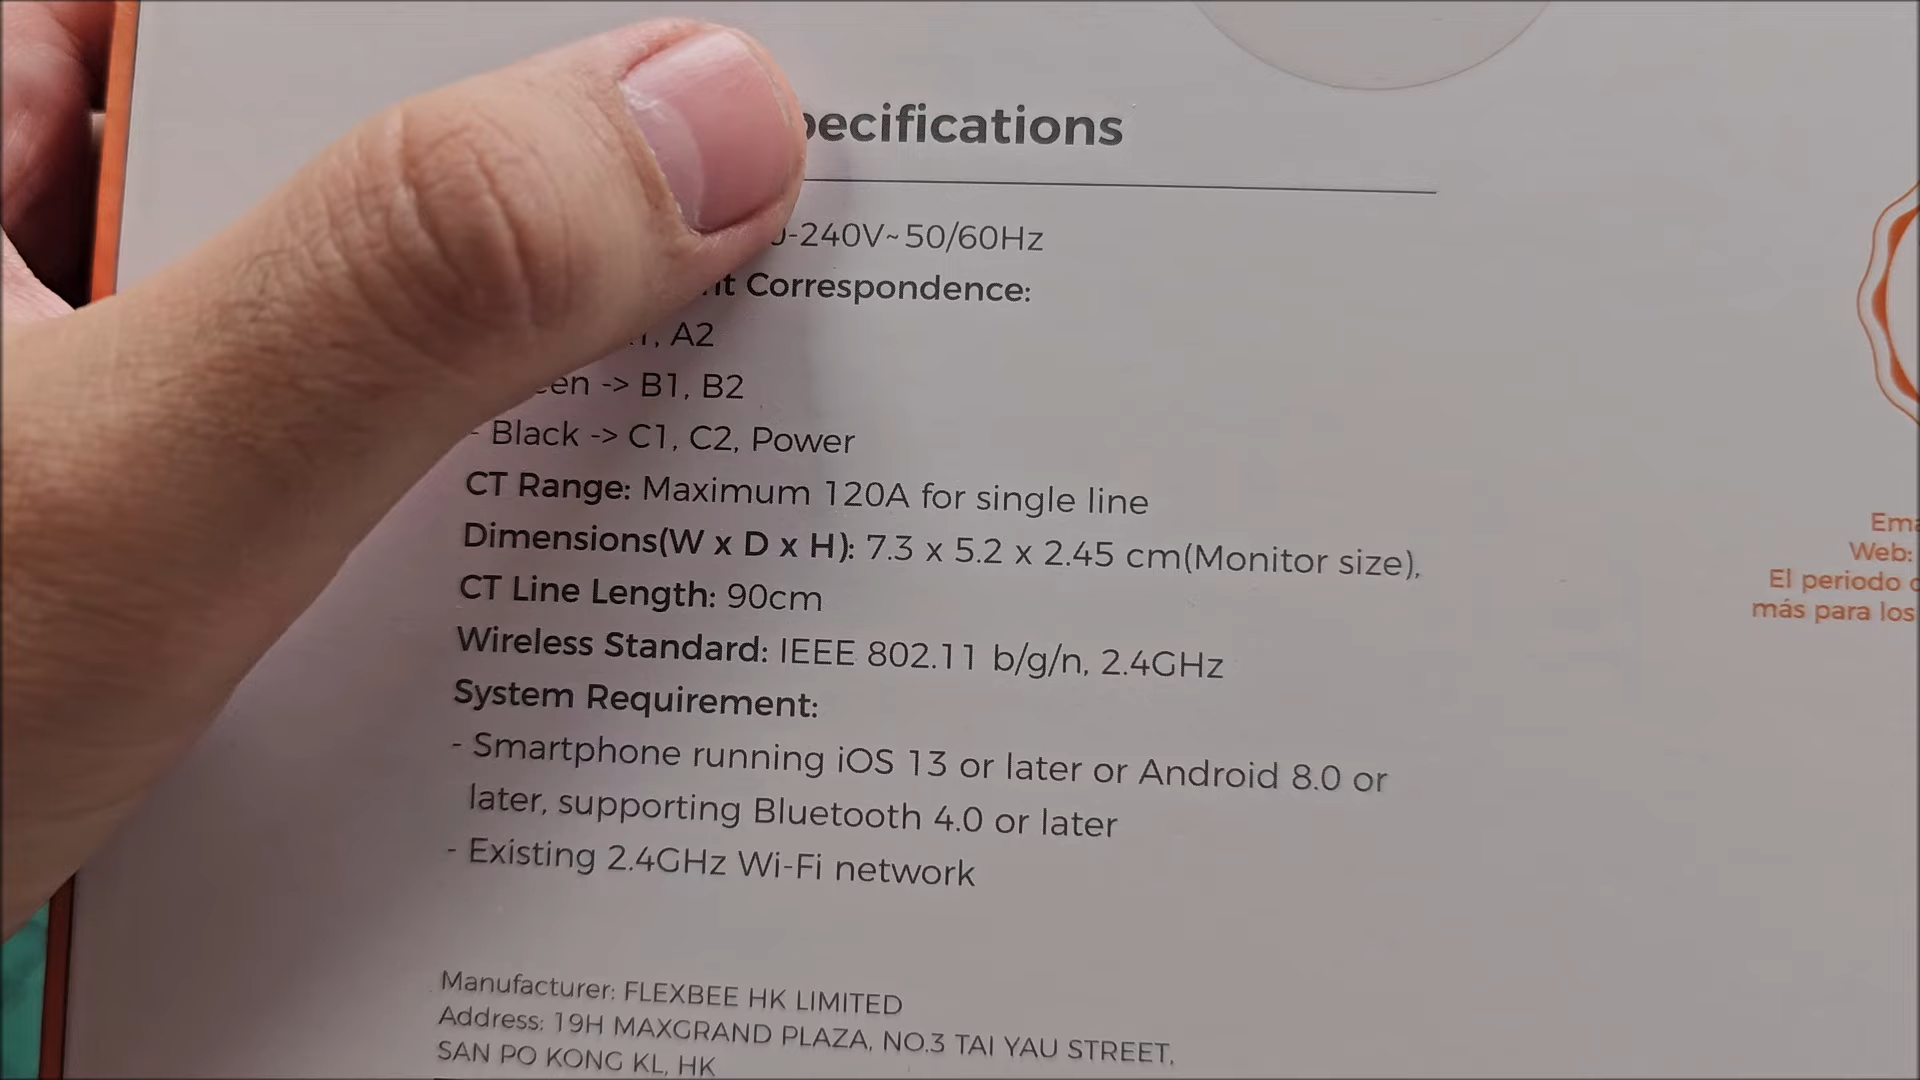 -240V~50/60Hz
Correspondence:
A2
-> B1, B2
- Black -> C1, C2, Power
CT Range: Maximum 120A for single line
Dimensions(W x D x H): 7.3 x 5.2 x 2.45 cm(Monitor size),
CT Line Length: 90cm
Wireless Standard: IEEE 802.11 b/g/n, 2.4GHz
System Requirement:
- Smartphone running iOS 13 or later or Android 8.0 or
later, supporting Bluetooth 4.0 or later
- Existing 2.4GHz Wi-Fi network
Manufacturer: FLEXBEE HK LIMITED
Address: 19H MAXGRAND PLAZA, NO.3 TAI YAU STREET,
SAN PO KONG KL, HK
Web:
El periodo
más para los